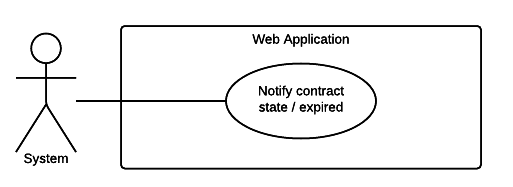 Web Application
Notify contract
state / expired
System